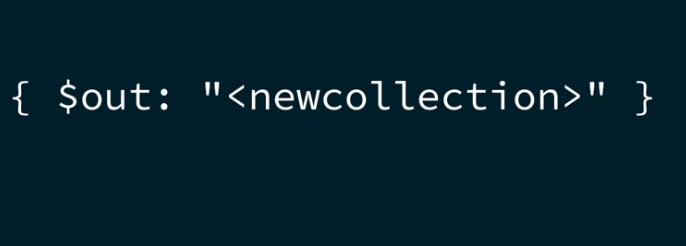 { $out: "<newcollection>" }